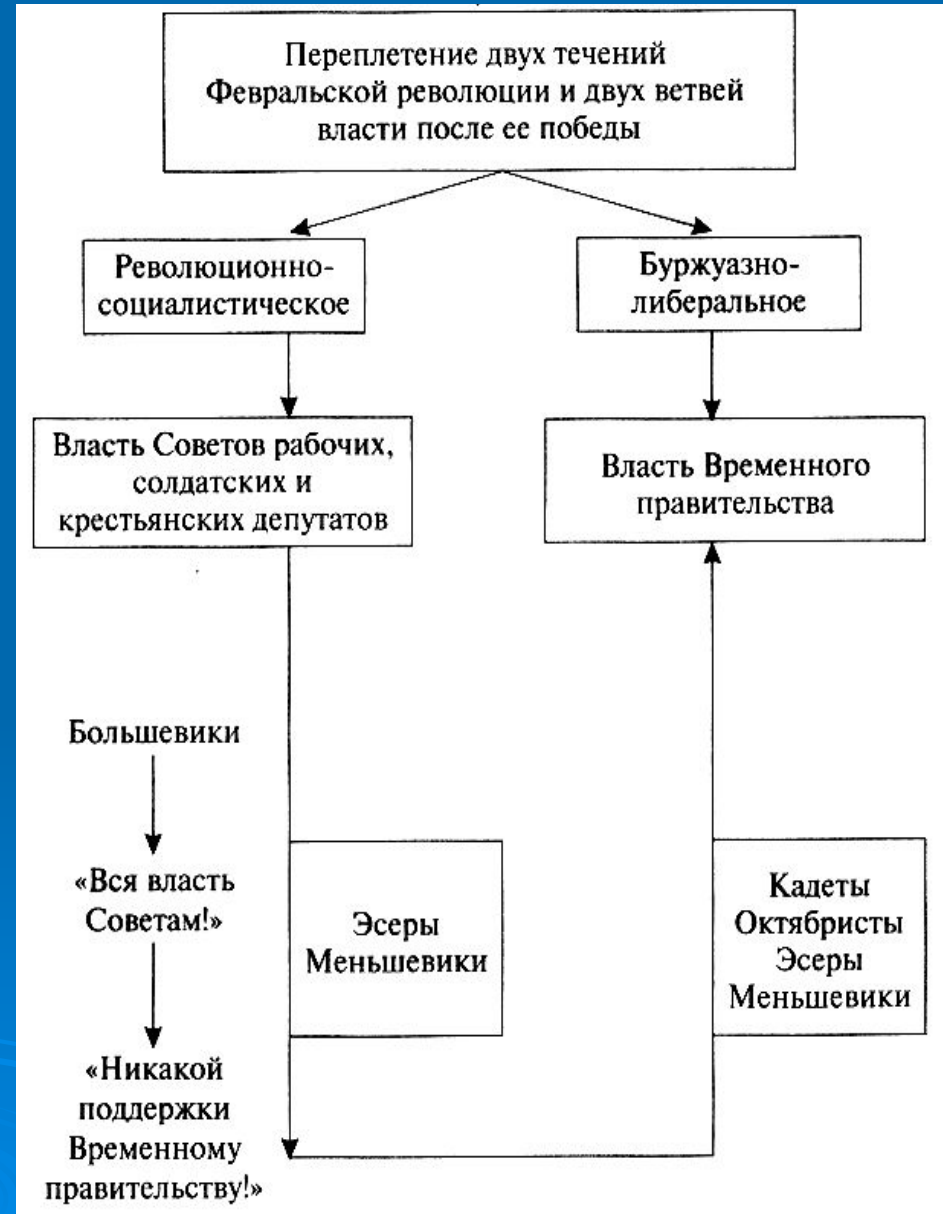 Переплетение двух течений
Февральской революции и двух ветвей
власти после ее победы
Революционно-
социалистическое
Буржуазно-
либеральное
Власть Советов рабочих,
солдатских и
крестьянских депутатов
Власть Временного
правительства
Большевики
«Вся власть
Советам!»
«Никакой
поддержки
Временному
правительству!»
Эсеры
Меньшевики
Кадеты
Октябристы
Эсеры
Меньшевики